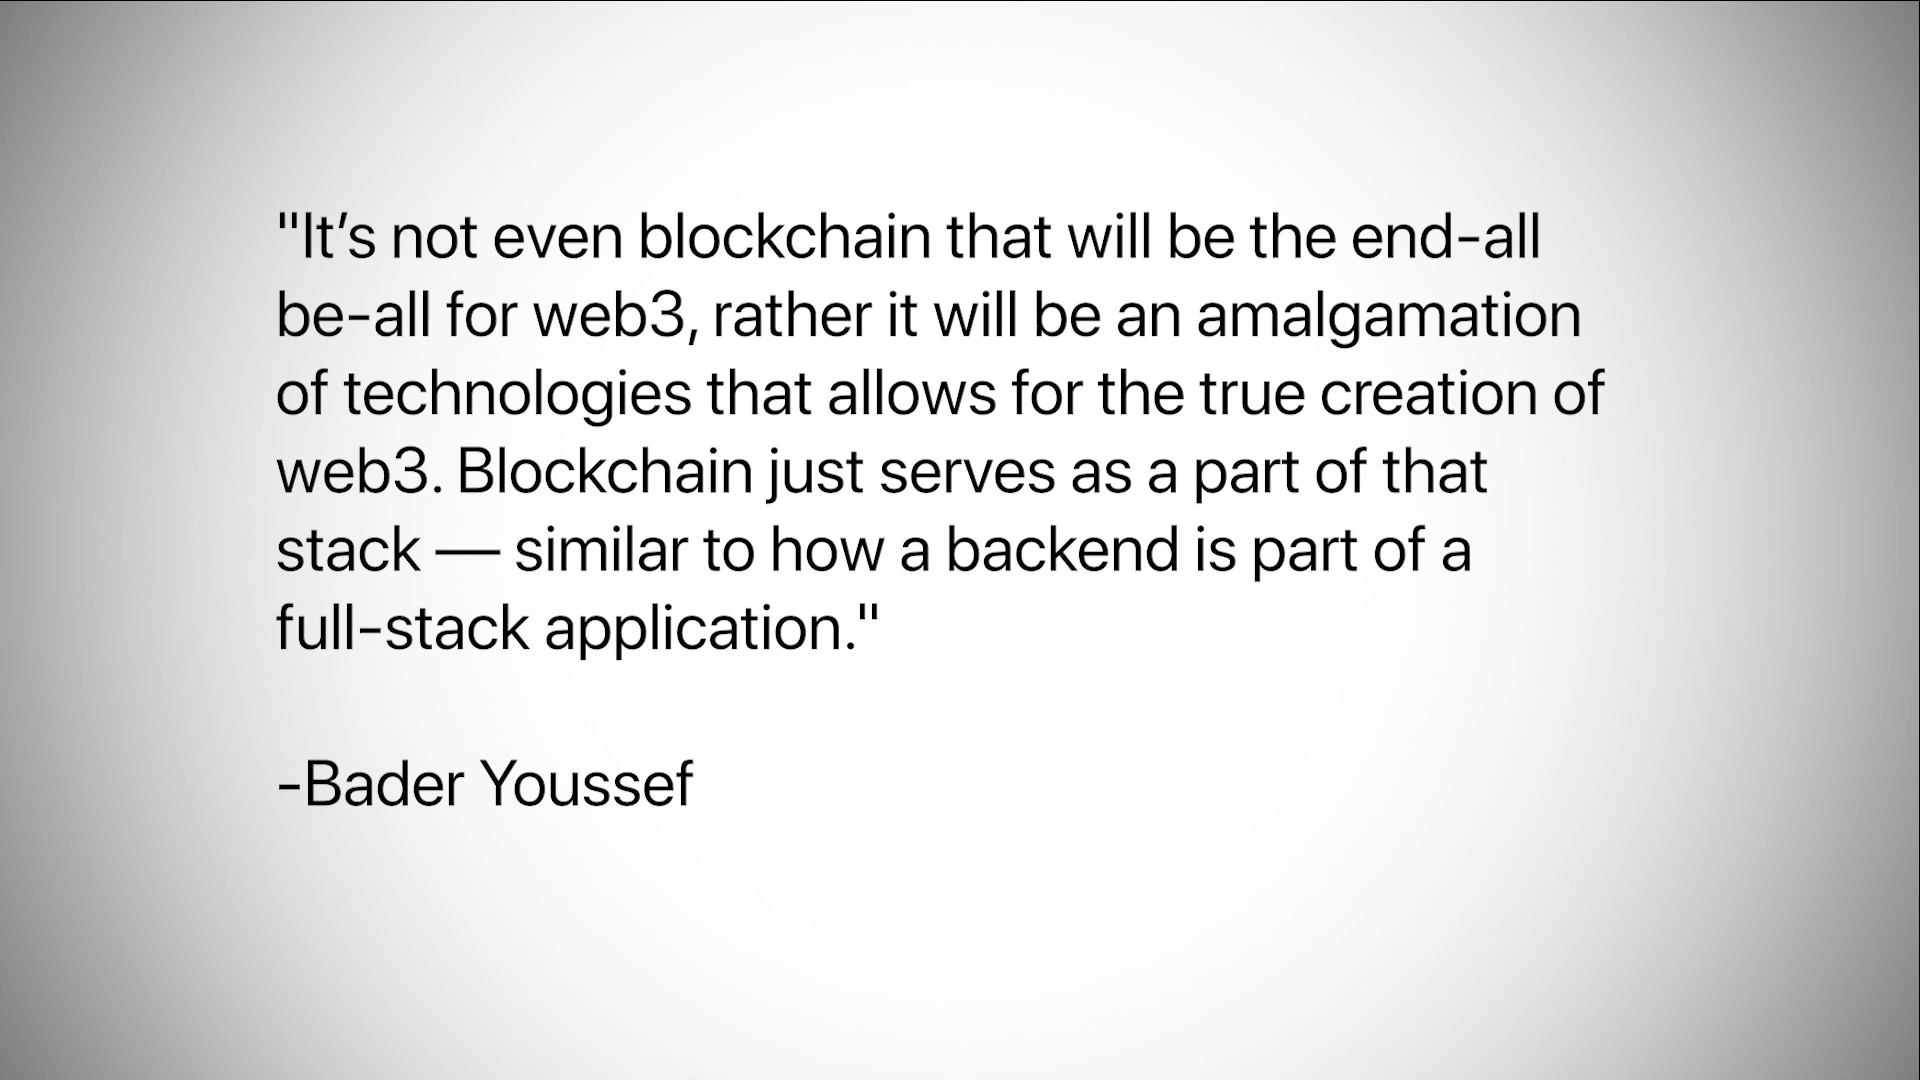 "It’s not even blockchain that will be the end-all
be-all for web3, rather it will be an amalgamation
of technologies that allows for the true creation of
web3. Blockchain just serves as a part of that
stack — similar to how a backend is part of a
full-stack application."
-Bader Youssef